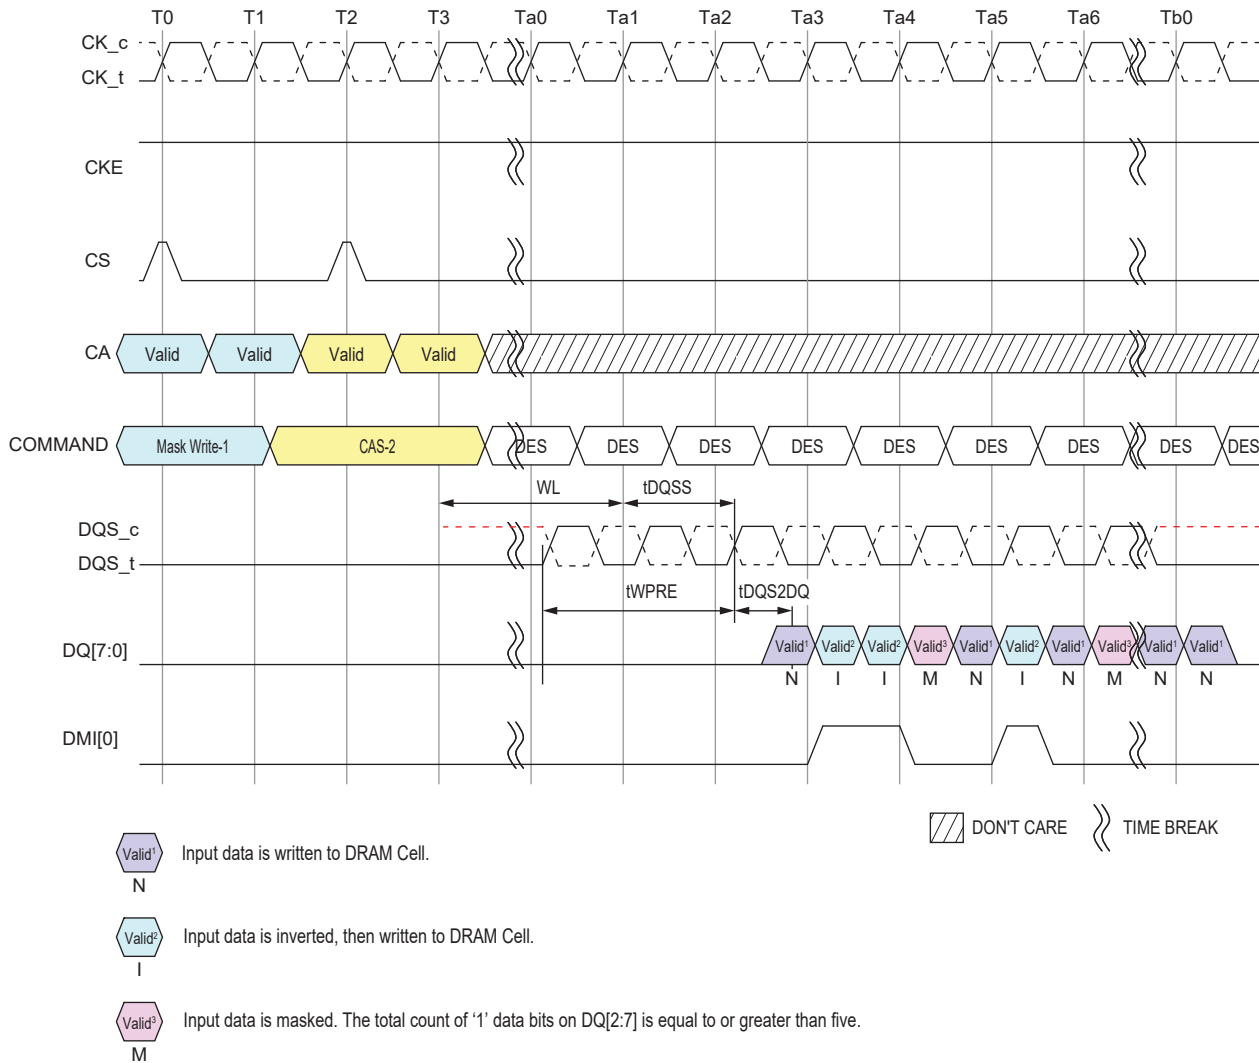 T0 T1 T2 T3 Ta0 Ta1 Ta2 Ta3 Ta4 Ta5 Ta6 Tb0
CK_c
CK_t
CKE
CS
CA Valid Valid Valid Valid
COMMAND Mask Write-1 CAS-2 DES DES DES DES DES DES DES DES DES
WL tDQSS
DQS_c
DQS_t
tWPRE tDQS2DQ
DQ[7:0] Valid¹ Valid² Valid² Valid³ Valid¹ Valid² Valid¹ Valid³ Valid¹ Valid¹
N I I M N I N M N N
DMI[0]
DON'T CARE TIME BREAK
Valid¹ Input data is written to DRAM Cell.
N
Valid² Input data is inverted, then written to DRAM Cell.
I
Valid³ Input data is masked. The total count of ‘1’ data bits on DQ[2:7] is equal to or greater than five.
M